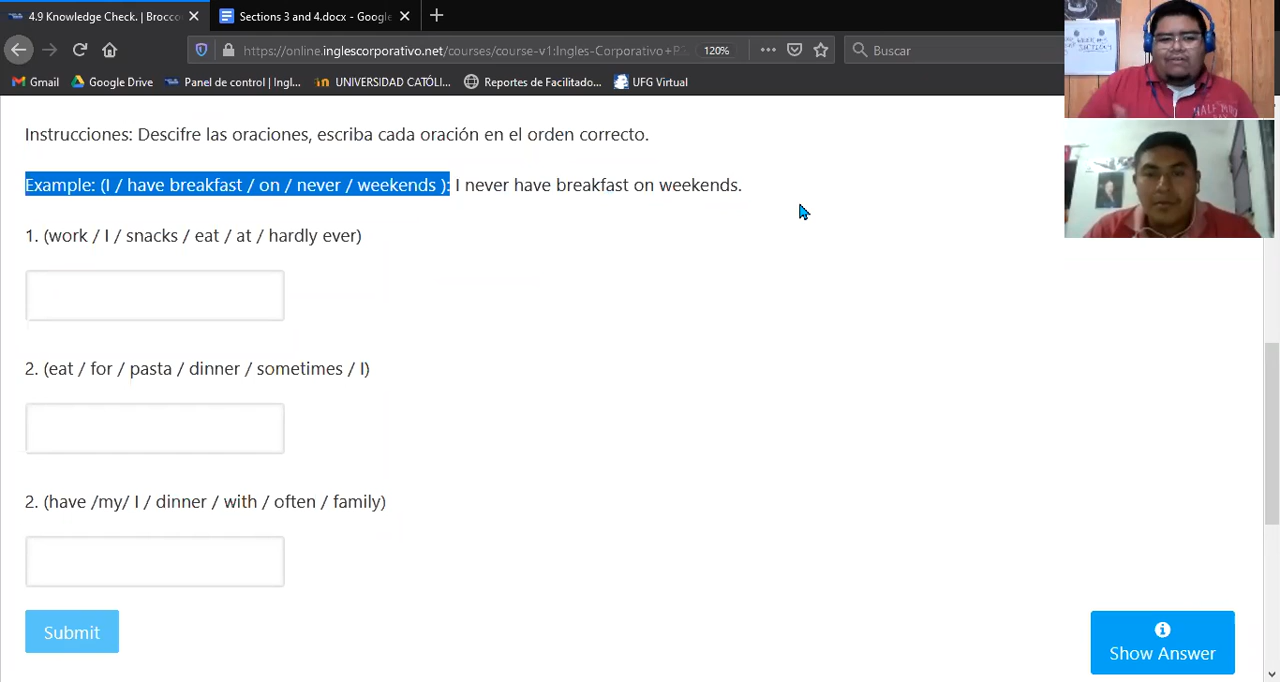 4.9 Knowledge Check. | Brocco
Sections 3 and 4.docx - Google
https://online.inglescorporativo.net/courses/course-v1:Ingles-Corporativo+P
120%
Buscar
Gmail
Google Drive
Panel de control | Ingl...
UNIVERSIDAD CATÓLI...
Reportes de Facilitado...
UFG Virtual
Instrucciones: Descifre las oraciones, escriba cada oración en el orden correcto.
Example: (I / have breakfast / on / never / weekends ): I never have breakfast on weekends.
1. (work / I / snacks / eat / at / hardly ever)
2. (eat / for / pasta / dinner / sometimes / I)
2. (have /my/ I / dinner / with / often / family)
Submit
Show Answer